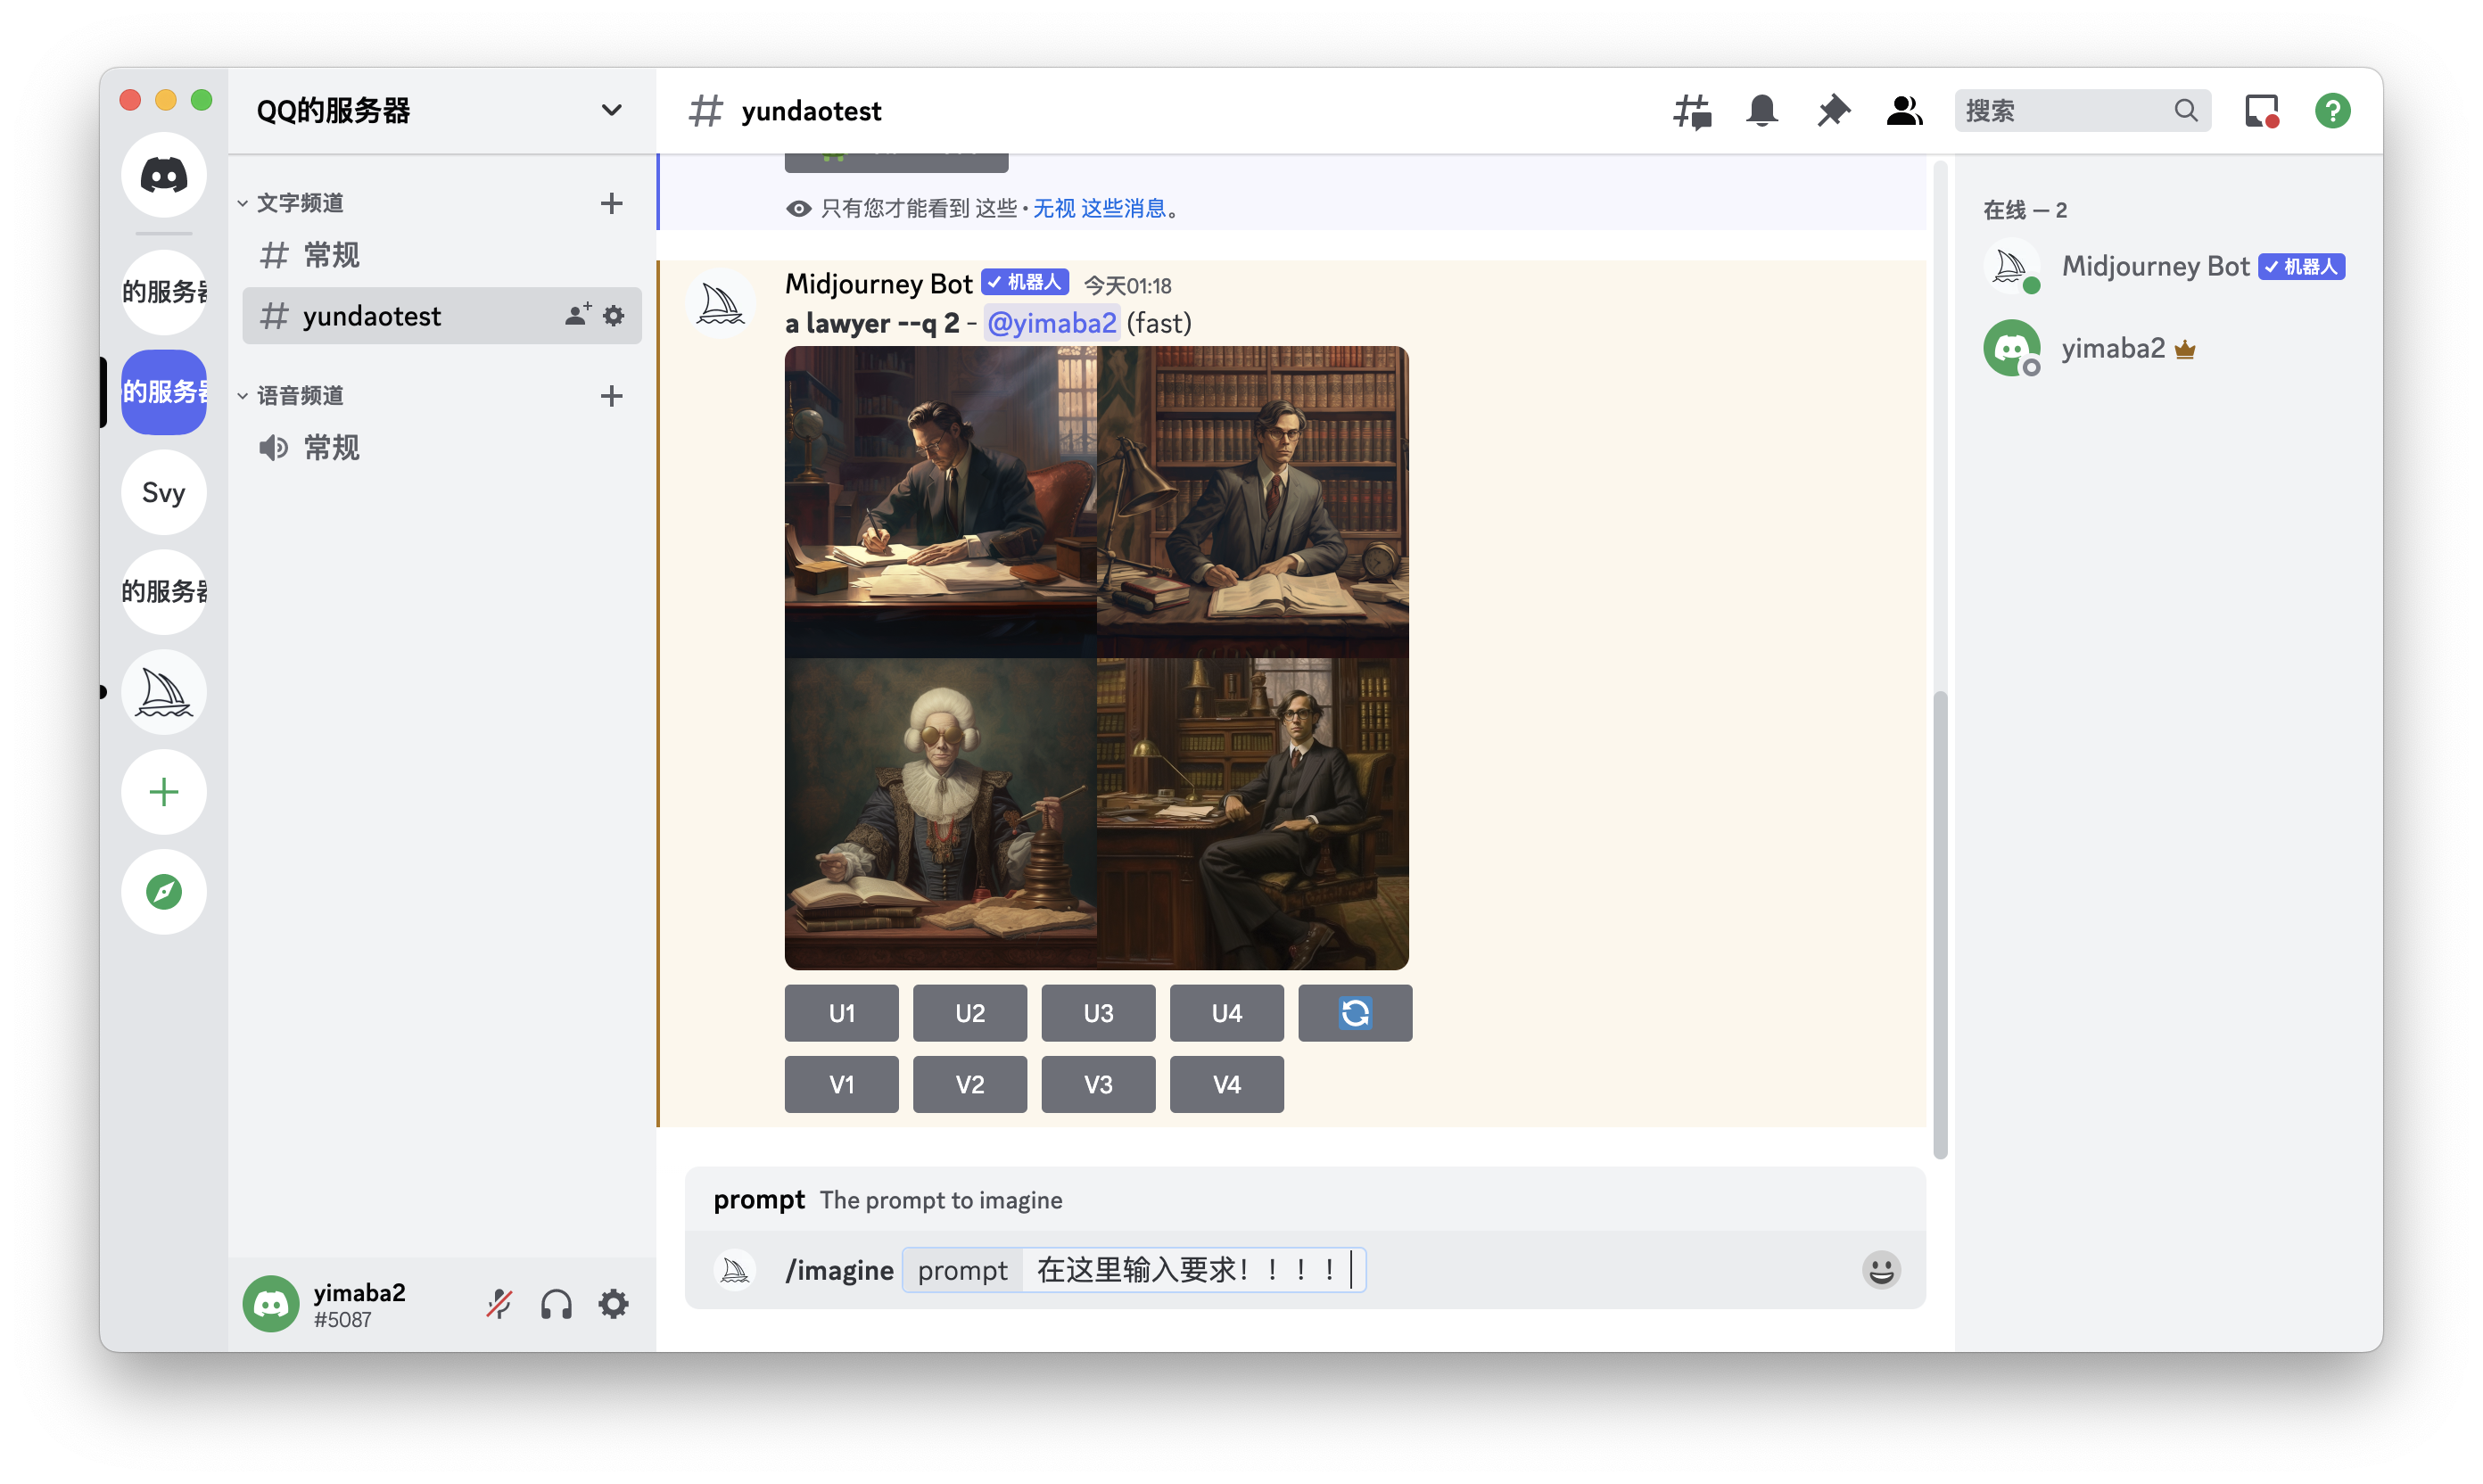 QQ的服务器
# yundaotest
搜索
的服务器
的服务器
Svy
的服务器
文字频道
常规
yundaotest
语音频道
常规
只有您才能看到 这些 · 无视 这些消息。
Midjourney Bot ✓ 机器人 今天01:18
a lawyer --q 2 - @yimaba2 (fast)
U1 U2 U3 U4
V1 V2 V3 V4
prompt The prompt to imagine
/imagine prompt 在这里输入要求！！！！
yimaba2
#5087
在线 — 2
Midjourney Bot ✓ 机器人
yimaba2